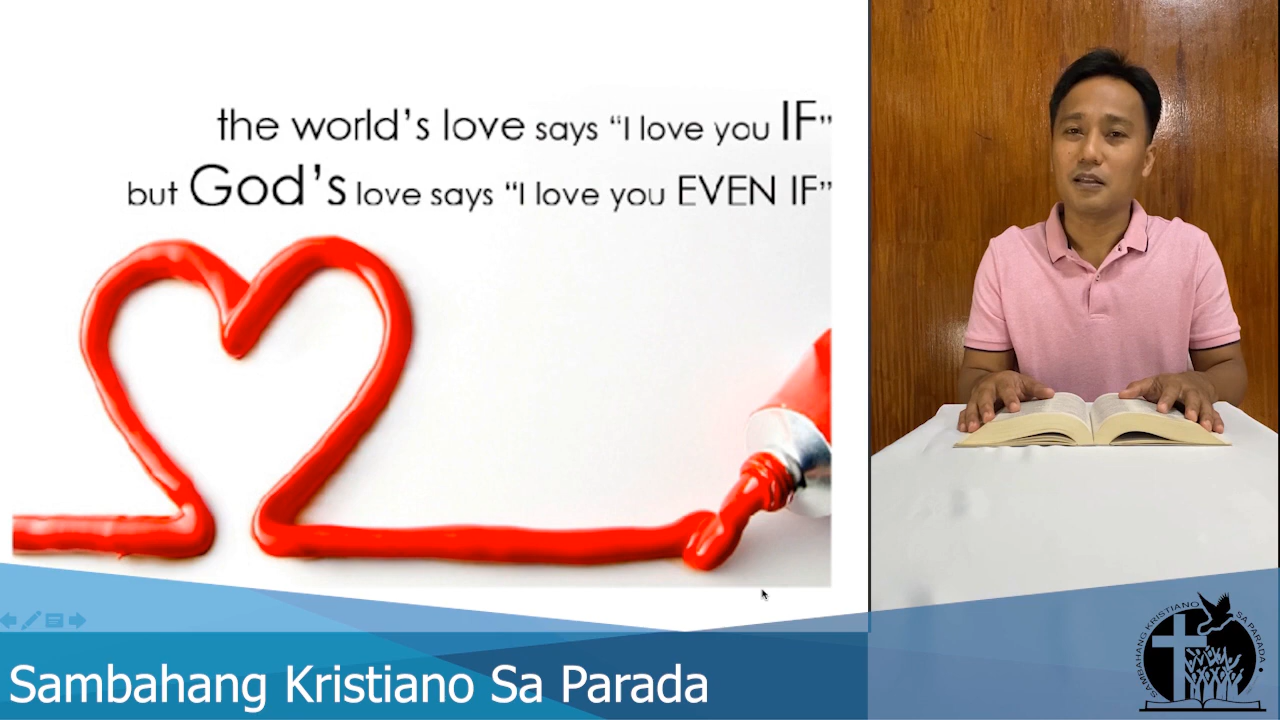 the world's love says “I love you IF”
but God's love says “I love you EVEN IF”
Sambahang Kristiano Sa Parada
SAMBAHANG KRISTIANO SA PARADA